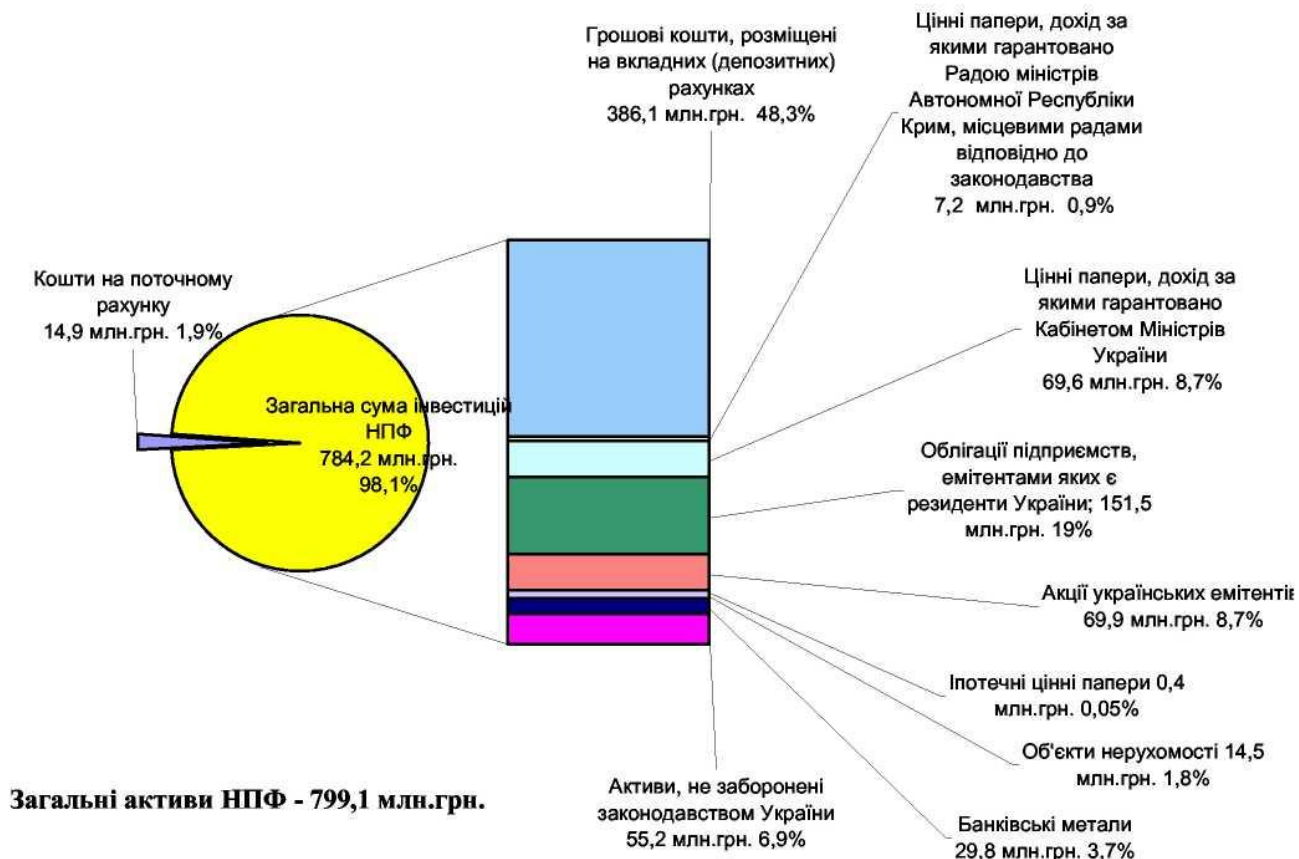 Грошові кошти, розміщені
на вкладних (депозитних)
рахунках
386,1 млн.грн. 48,3%
Цінні папери, дохід за
якими гарантовано
Радою міністрів
Автономної Республіки
Крим, місцевими радами
відповідно до
законодавства
7,2 млн.грн. 0,9%
Кошти на поточному
рахунку
14,9 млн.грн. 1,9%
Загальна сума інвестицій
НПФ
784,2 млн.грн.
98,1%
Цінні папери, дохід за
якими гарантовано
Кабінетом Міністрів
України
69,6 млн.грн. 8,7%
Облігації підприємств,
емітентами яких є
резиденти України; 151,5
млн.грн. 19%
Акції українських емітентів
69,9 млн.грн. 8,7%
Іпотечні цінні папери 0,4
млн.грн. 0,05%
Об'єкти нерухомості 14,5
млн.грн. 1,8%
Банківські метали
29,8 млн.грн. 3,7%
Активи, не заборонені
законодавством України
55,2 млн.грн. 6,9%
Загальні активи НПФ - 799,1 млн.грн.